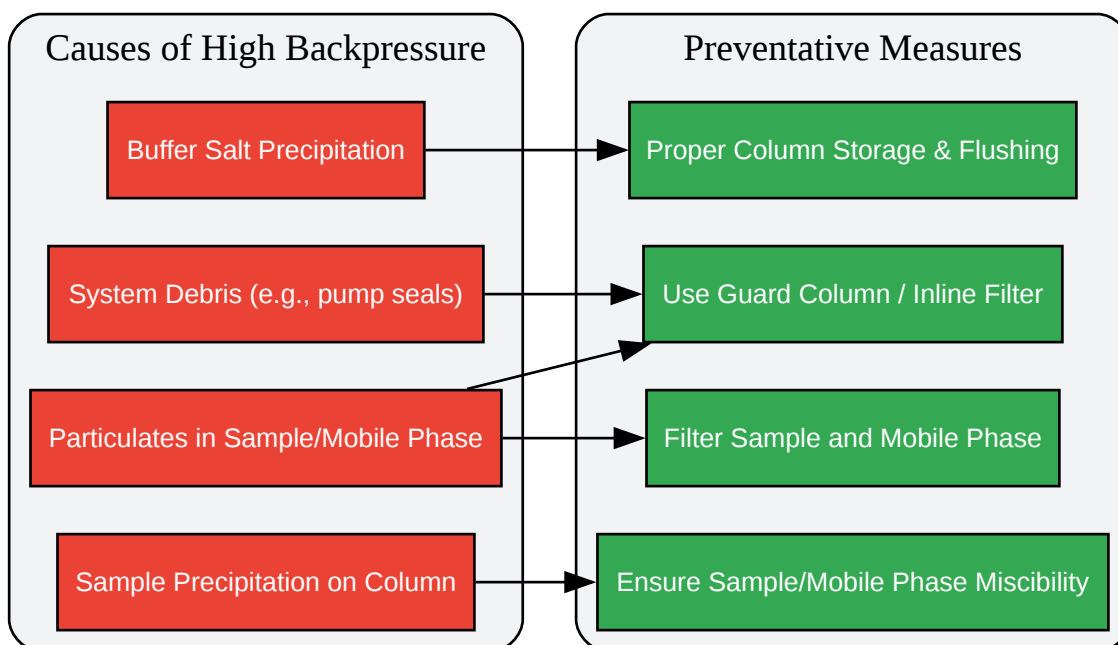 Causes of High Backpressure
Preventative Measures
Buffer Salt Precipitation
Proper Column Storage & Flushing
System Debris (e.g., pump seals)
Use Guard Column / Inline Filter
Particulates in Sample/Mobile Phase
Filter Sample and Mobile Phase
Sample Precipitation on Column
Ensure Sample/Mobile Phase Miscibility